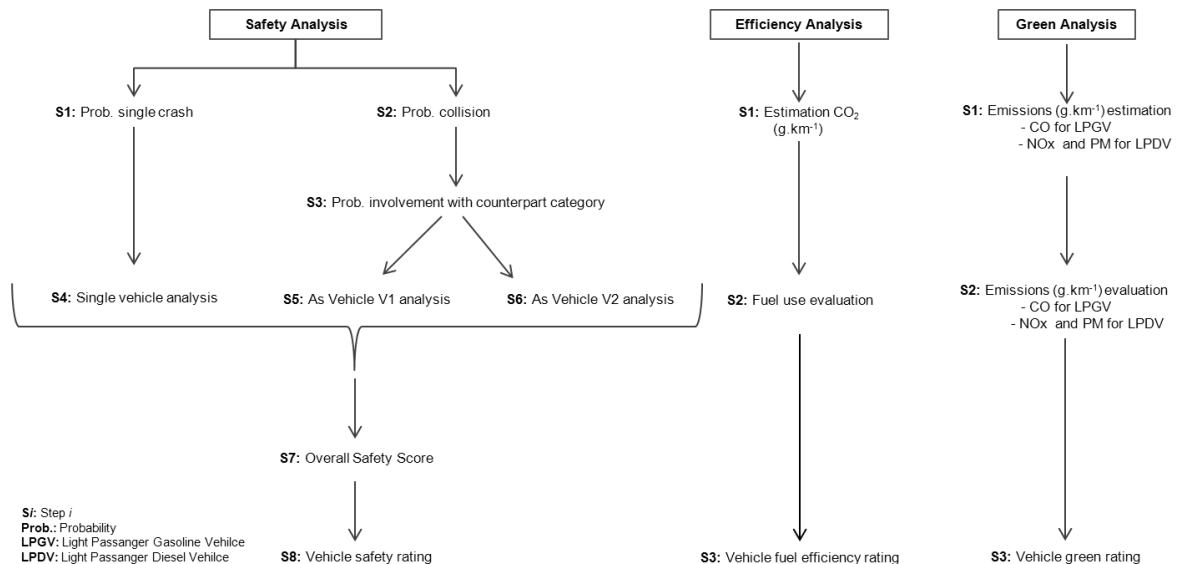 Safety Analysis
S1: Prob. single crash
S2: Prob. collision
S3: Prob. involvement with counterpart category
S4: Single vehicle analysis
S5: As Vehicle V1 analysis
S6: As Vehicle V2 analysis
S7: Overall Safety Score
S8: Vehicle safety rating
Efficiency Analysis
S1: Estimation CO₂
(g.km⁻¹)
S2: Fuel use evaluation
S3: Vehicle fuel efficiency rating
Green Analysis
S1: Emissions (g.km⁻¹) estimation
- CO for LPGV
- NOx and PM for LPDV
S2: Emissions (g.km⁻¹) evaluation
- CO for LPGV
- NOx and PM for LPDV
S3: Vehicle green rating
Si: Step i
Prob.: Probability
LPGV: Light Passanger Gasoline Vehilce
LPDV: Light Passanger Diesel Vehilce